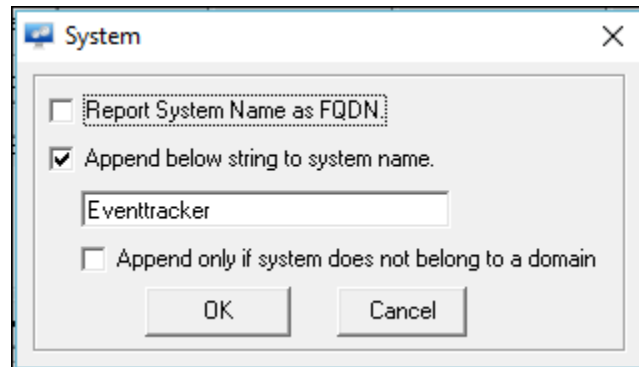 System
Report System Name as FQDN.
Append below string to system name.
Eventtracker
Append only if system does not belong to a domain
OK Cancel